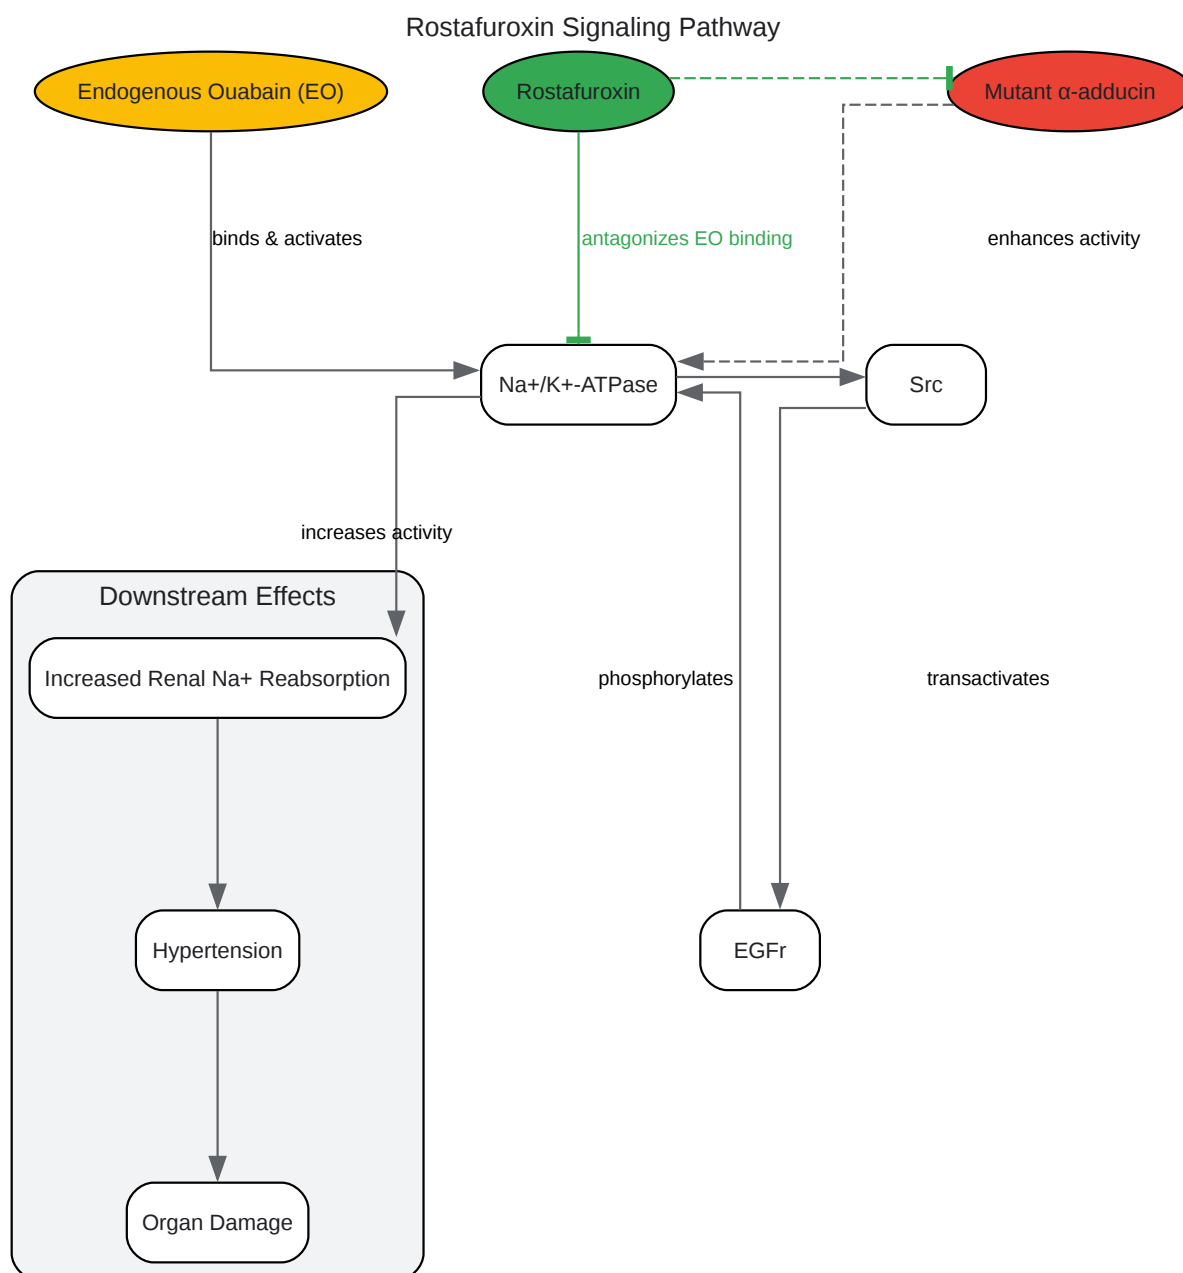 Rostafuroxin Signaling Pathway
Endogenous Ouabain (EO)
Rostafuroxin
Mutant α-adducin
binds & activates
antagonizes EO binding
enhances activity
Na+/K+-ATPase
Src
increases activity
Downstream Effects
Increased Renal Na+ Reabsorption
phosphorylates
transactivates
Hypertension
EGFr
Organ Damage